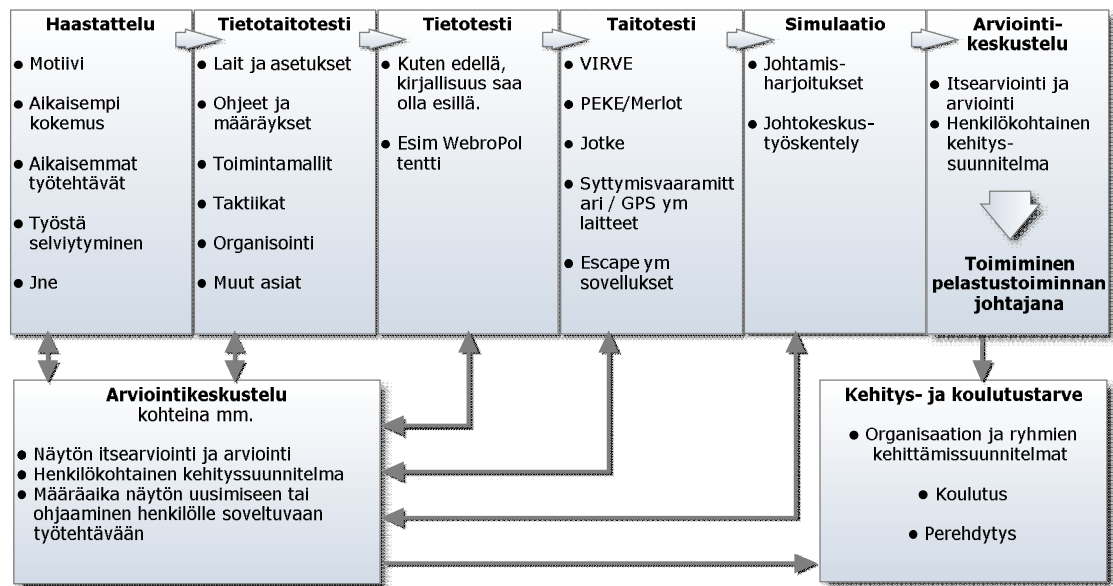 Haastattelu
● Motiivi
● Aikaisempi
kokemus
● Aikaisemmat
työtehtävät
● Työstä
selviytyminen
● Jne
Tietotaitotesti
● Lait ja asetukset
● Ohjeet ja
määräykset
● Toimintamallit
● Taktiikat
● Organisointi
● Muut asiat
Tietotesti
● Kuten edellä,
kirjallisuus saa
olla esillä.
● Esim WebroPol
tentti
Taitotesti
● VIRVE
● PEKE/Merlot
● Jotke
● Syttymisvaaramitt
ari / GPS ym
laitteet
● Escape ym
sovellukset
Simulaatio
● Johtamis-
harjoitukset
● Johtokeskus-
työskentely
Arviointi-
keskustelu
● Itsearviointi ja
arviointi
● Henkilökohtainen
kehitys-
suunnitelma
Toimiminen
pelastustoiminnan
johtajana
Arviointikeskustelu
kohteina mm.
● Näytön itsearviointi ja arviointi
● Henkilökohtainen kehityssuunnitelma
● Määräaika näytön uusimiseen tai
ohjaaminen henkilölle soveltuvaan
työtehtävään
Kehitys- ja koulutustarve
● Organisaation ja ryhmien
kehittämissuunnitelmat
● Koulutus
● Perehdytys